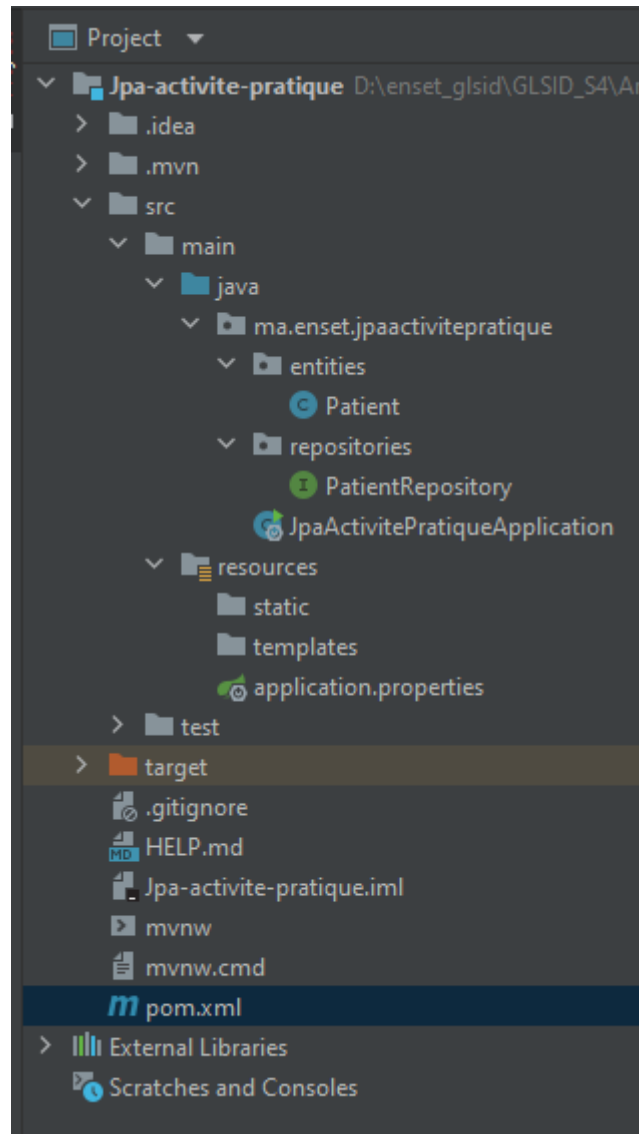 Project
Jpa-activite-pratique D:\enset_glsid\GLSID_S4\Ar
.idea
.mvn
src
main
java
ma.enset.jpaactivitepratique
entities
C Patient
repositories
I PatientRepository
JpaActivitePratiqueApplication
resources
static
templates
application.properties
test
target
.gitignore
MD HELP.md
Jpa-activite-pratique.iml
mvnw
mvnw.cmd
m pom.xml
External Libraries
Scratches and Consoles